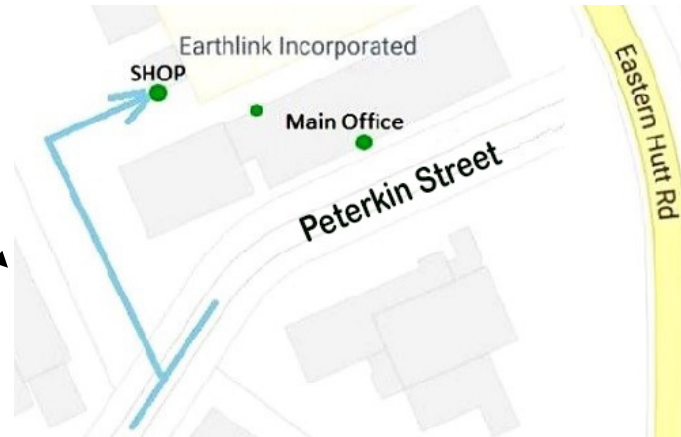 Earthlink Incorporated
SHOP
Main Office
Peterkin Street
Eastern Hutt Rd